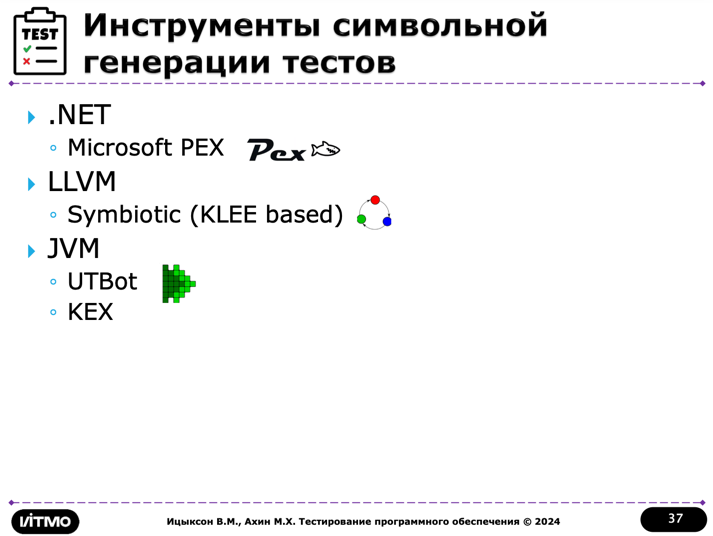 TEST
Инструменты символьной
генерации тестов
.NET
Microsoft PEX
Pex
LLVM
Symbiotic (KLEE based)
JVM
UTBot
KEX
ИTMO
Ицыксон В.М., Ахин М.Х. Тестирование программного обеспечения © 2024
37